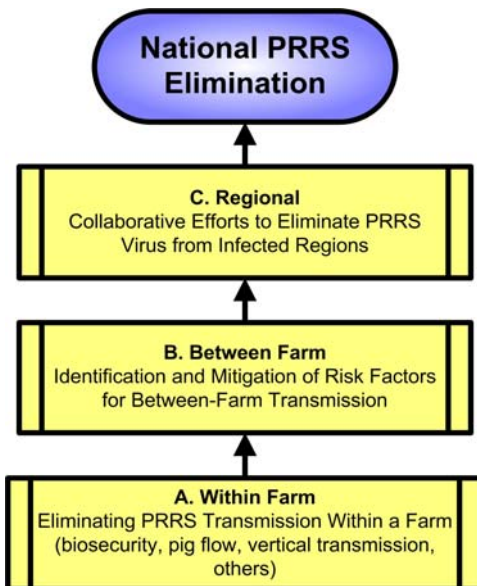 National PRRS
Elimination
C. Regional
Collaborative Efforts to Eliminate PRRS
Virus from Infected Regions
B. Between Farm
Identification and Mitigation of Risk Factors
for Between-Farm Transmission
A. Within Farm
Eliminating PRRS Transmission Within a Farm
(biosecurity, pig flow, vertical transmission,
others)